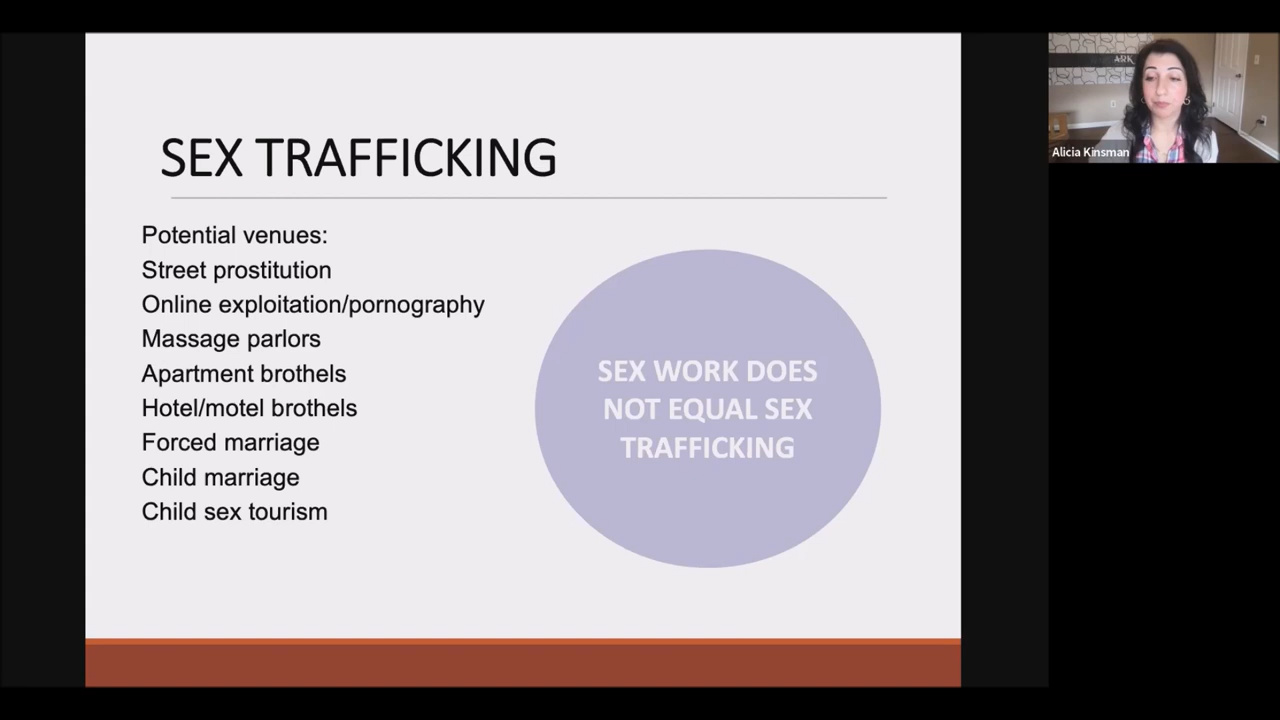 SEX TRAFFICKING
Potential venues:
Street prostitution
Online exploitation/pornography
Massage parlors
Apartment brothels
Hotel/motel brothels
Forced marriage
Child marriage
Child sex tourism
SEX WORK DOES
NOT EQUAL SEX
TRAFFICKING
ARK
Alicia Kinsman